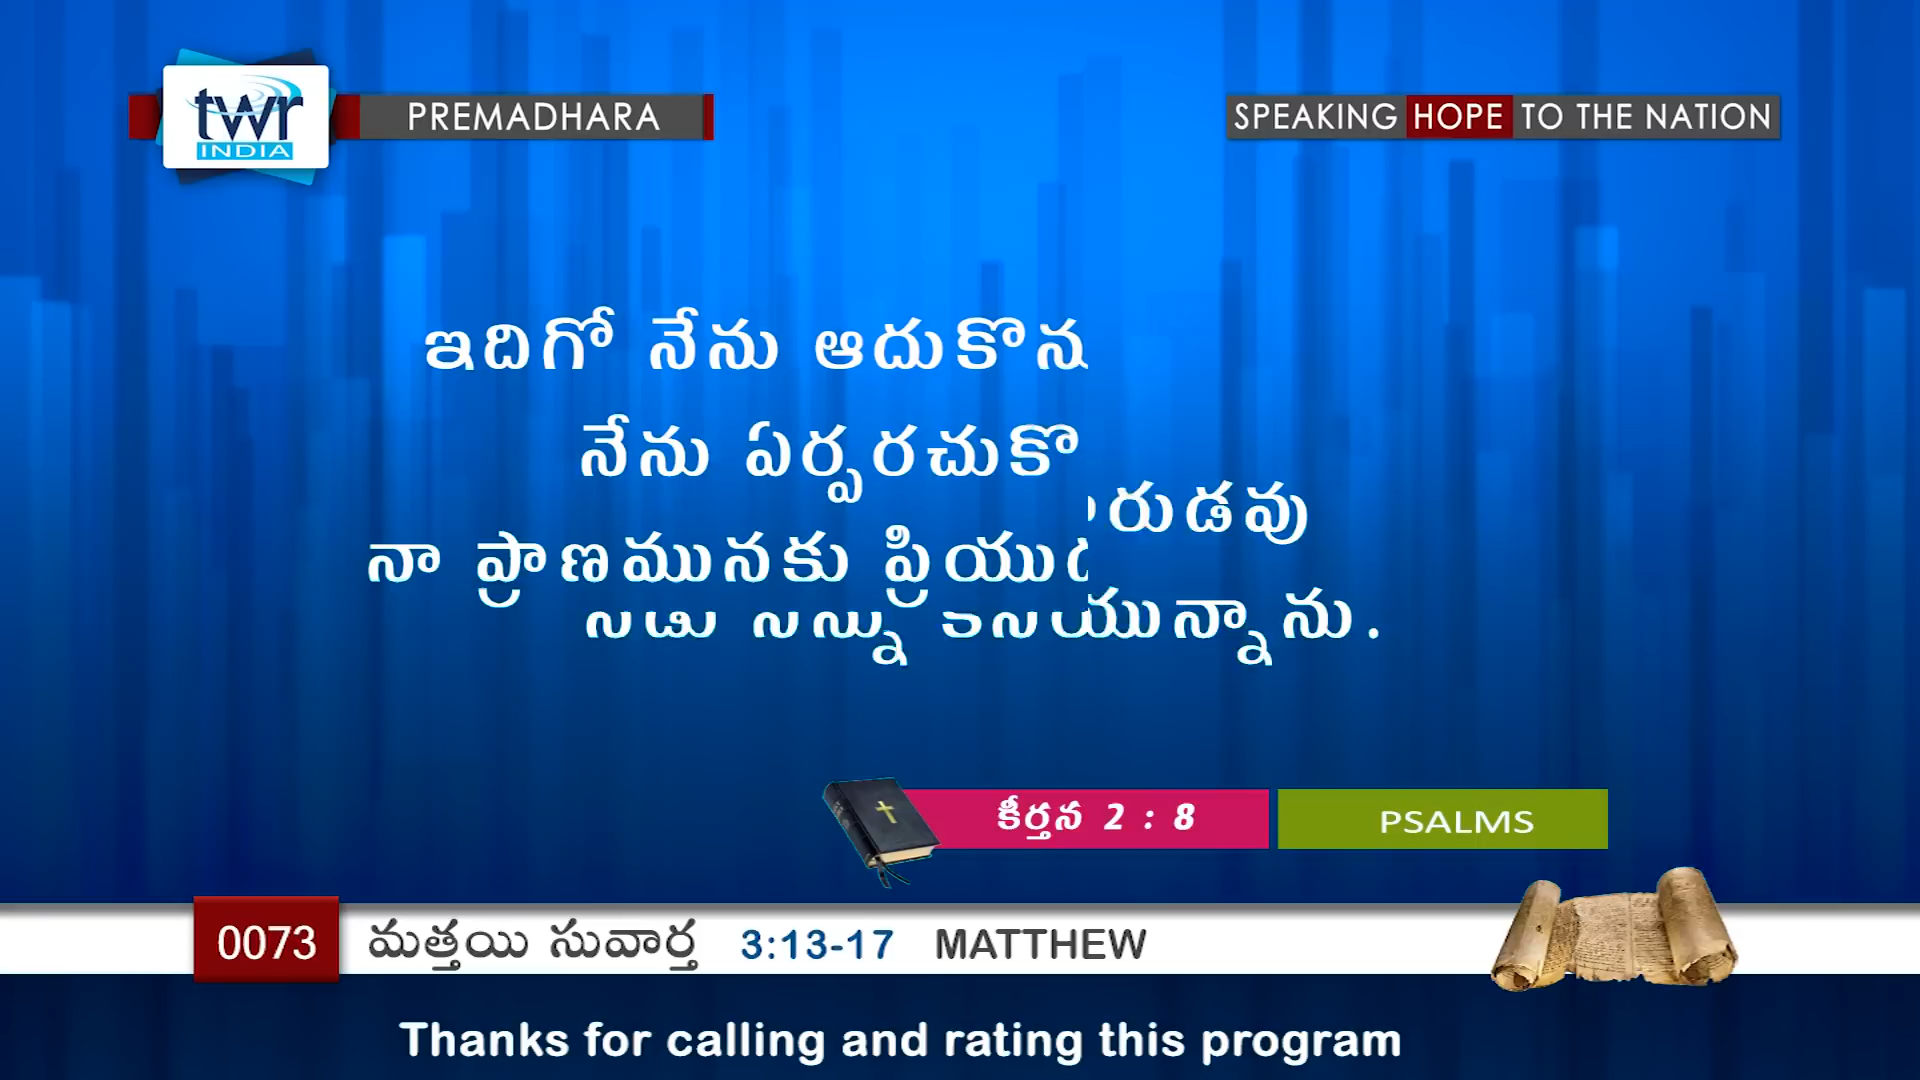 twr
INDIA
PREMADHARA
SPEAKING HOPE TO THE NATION
ఇదిగో నేను ఆదుకొన
నేను ఏర్పరచుకొ
రుడవు
నా ప్రాణమునకు ప్రియు
యున్నాను.
కీర్తన 2 : 8
PSALMS
0073 మత్తయి సువార్త 3:13-17 MATTHEW
Thanks for calling and rating this program